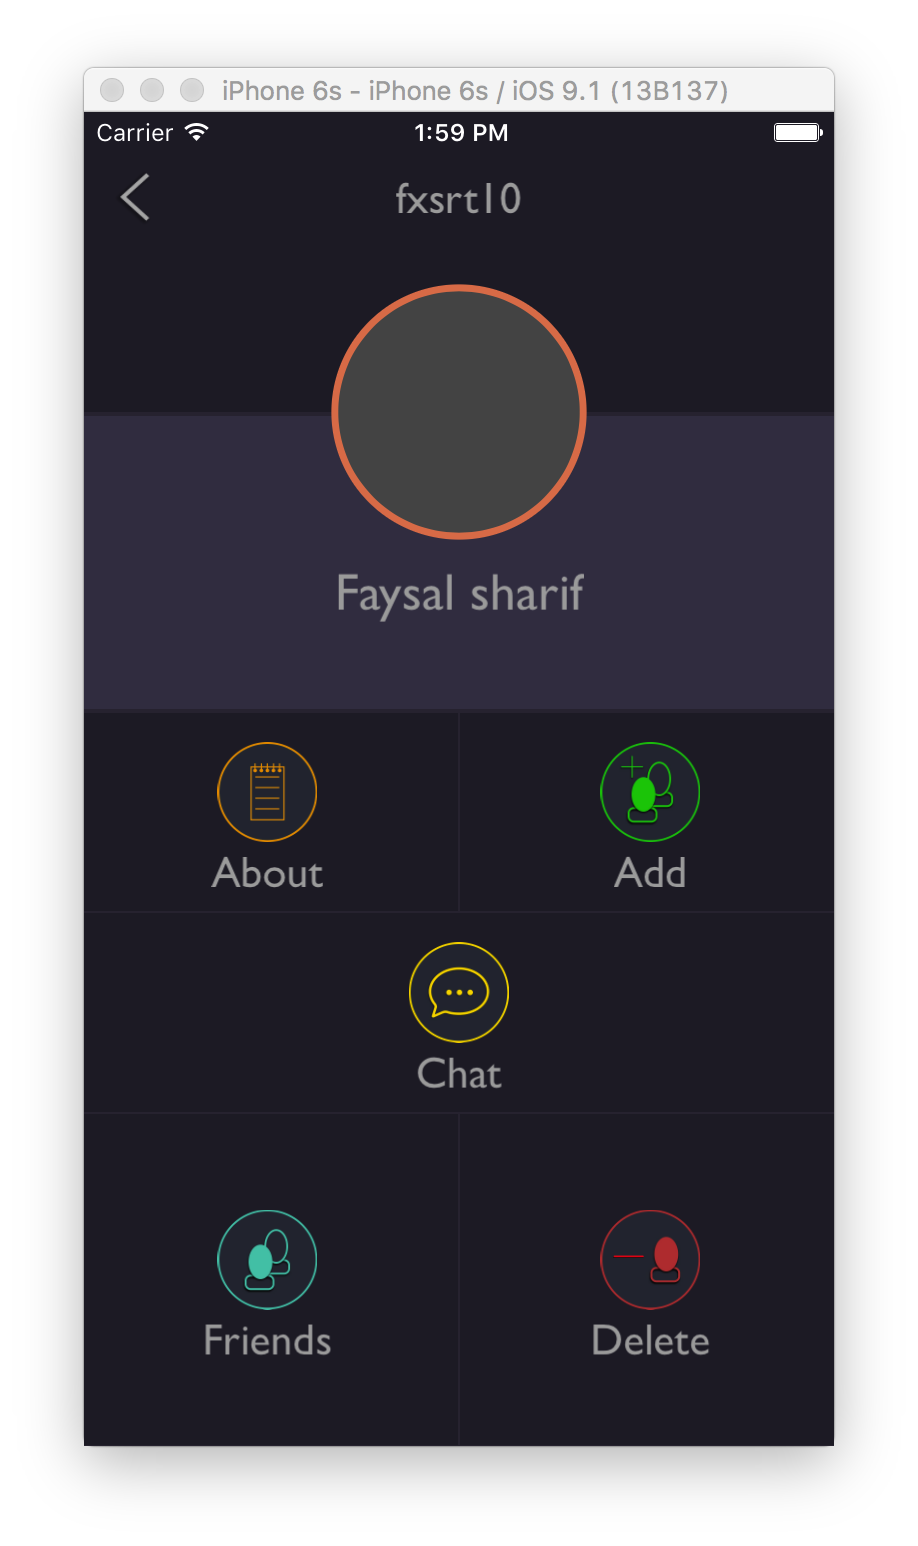 iPhone 6s - iPhone 6s / iOS 9.1 (13B137)
Carrier 1:59 PM
fxsrt10
Faysal sharif
About Add
Chat
Friends Delete